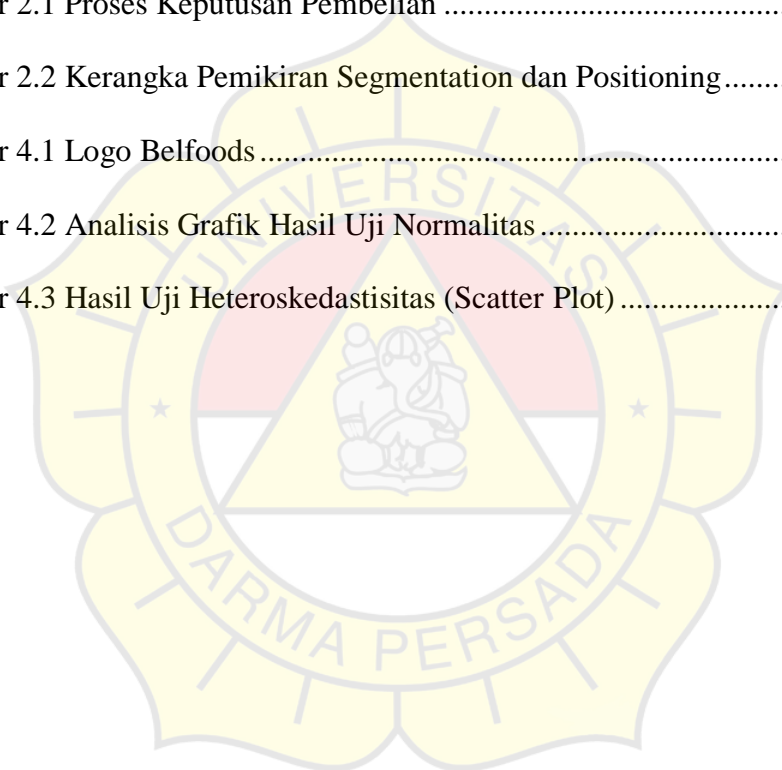 r 2.1 Proses Keputusan Pembelian ........................................................
r 2.2 Kerangka Pemikiran Segmentation dan Positioning ........
r 4.1 Logo Belfoods ........................................................................
r 4.2 Analisis Grafik Hasil Uji Normalitas .................................
r 4.3 Hasil Uji Heteroskedastisitas (Scatter Plot) ....................
UNIVERSITAS
DARMA PERSADA